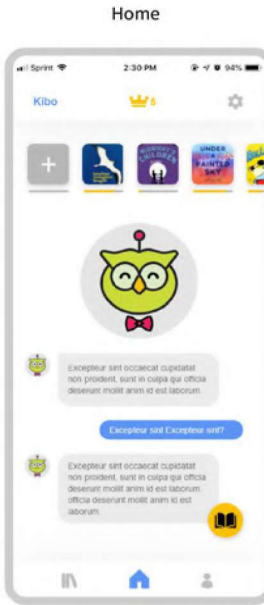 Home
Sprint 2:30 PM 94%
Kibo 5
MIDNIGHT'S
CHILDREN
UNDER
A
PAINTED
SKY
Excepteur sint occaecat cupidatat
non proident, sunt in culpa qui officia
deserunt mollit anim id est laborum.
Excepteur sint Excepteur sint?
Excepteur sint occaecat cupidatat
non proident, sunt in culpa qui officia
deserunt mollit anim id est laborum.
officia deserunt mollit anim id est
laborum.